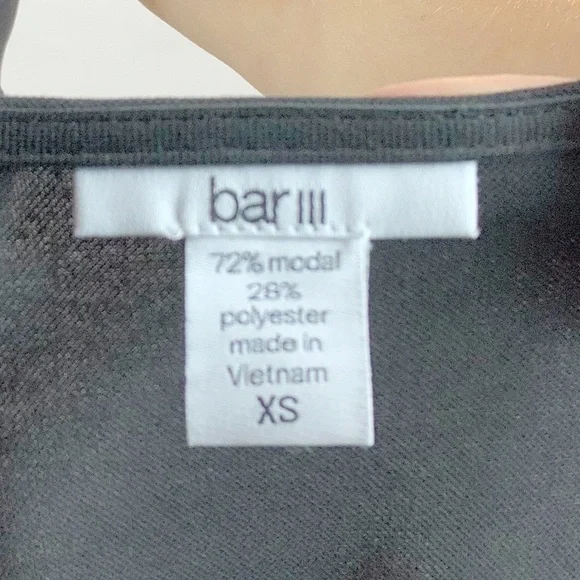 bar III
72% modal
28%
polyester
made in
Vietnam
XS